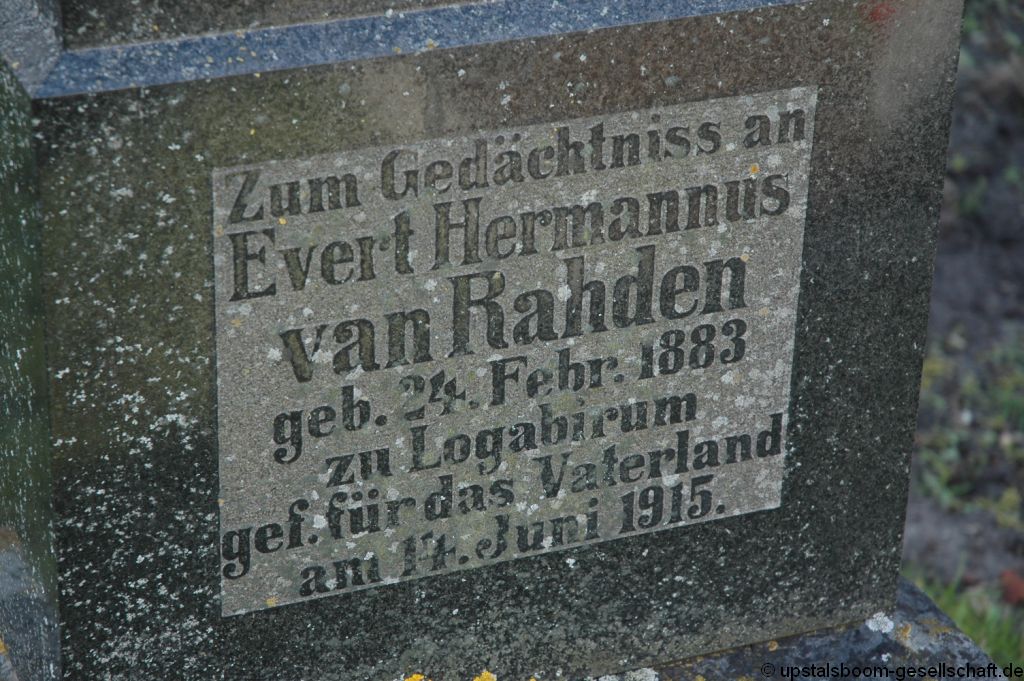 Zum Gedächtniss an
Evert Hermannus
van Rahden
geb. 24. Febr. 1883
zu Logabirum
gef. für das Vaterland
am 14. Juni 1915.
© upstalsboom-gesellschaft.de